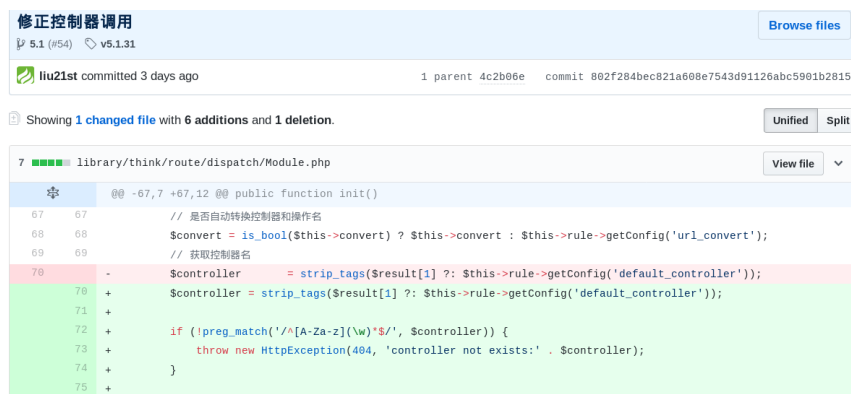 修正控制器调用
Browse files
5.1 (#54) v5.1.31
liu21st committed 3 days ago 1 parent 4c2b06e commit 802f284bec821a608e7543d91126abc5901b2815
Showing 1 changed file with 6 additions and 1 deletion. Unified Split
7 library/think/route/dispatch/Module.php View file
@@ -67,7 +67,12 @@ public function init()
67 67 // 是否自动转换控制器和操作名
68 68 $convert = is_bool($this->convert) ? $this->convert : $this->rule->getConfig('url_convert');
69 69 // 获取控制器名
70 - $controller = strip_tags($result[1] ?: $this->rule->getConfig('default_controller'));
70 + $controller = strip_tags($result[1] ?: $this->rule->getConfig('default_controller'));
71 +
72 + if (!preg_match('/^[A-Za-z](\w)*$/', $controller)) {
73 + throw new HttpException(404, 'controller not exists:' . $controller);
74 + }
75 +